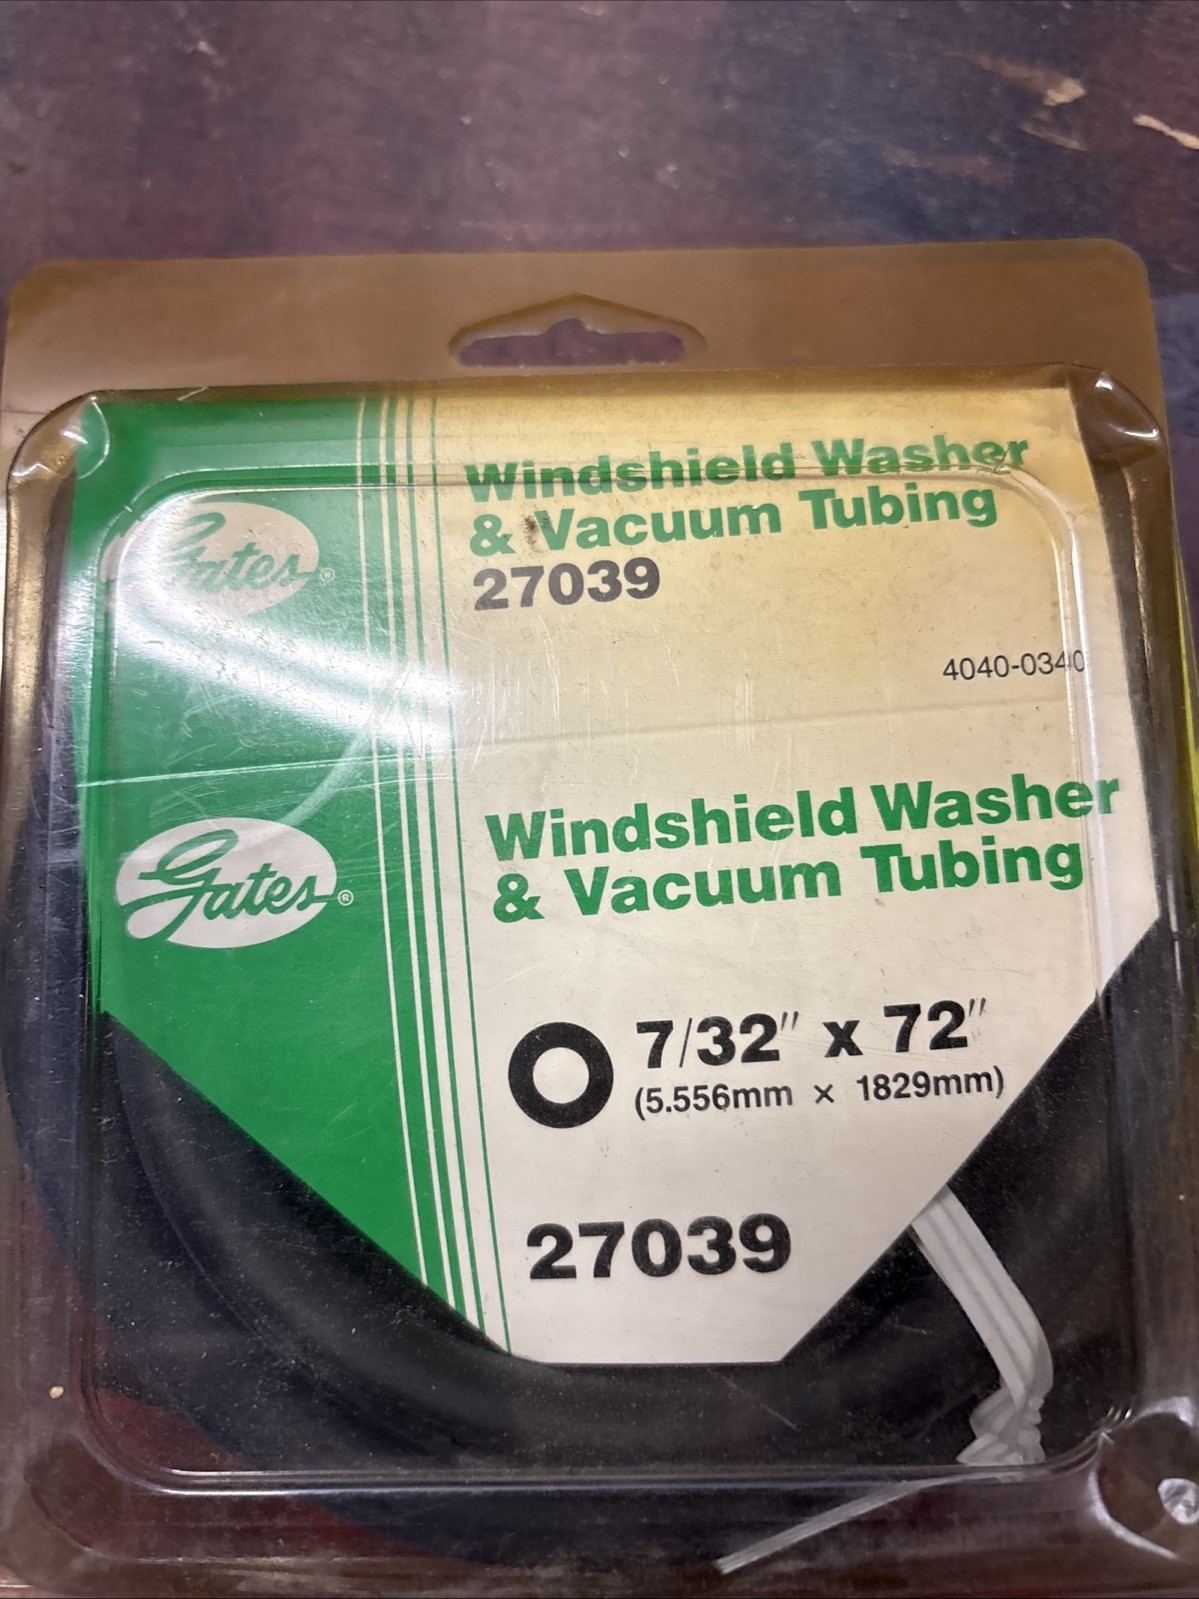 Gates®
Windshield Washer
& Vacuum Tubing
27039
4040-0340
Gates®
Windshield Washer
& Vacuum Tubing
7/32" x 72"
(5.556mm × 1829mm)
27039